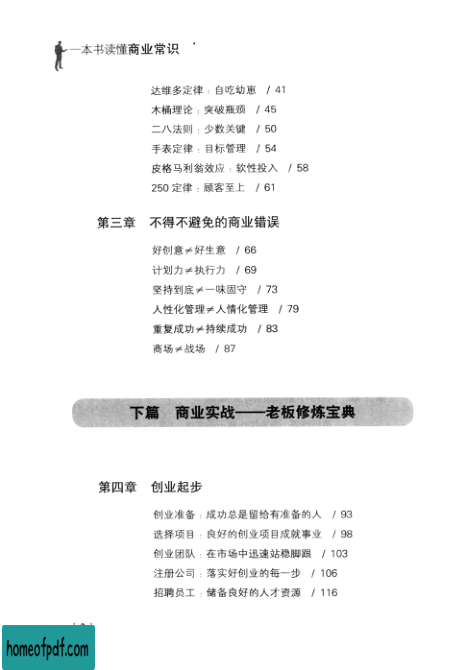 一本书读懂商业常识
达维多定律：自吃幼崽 / 41
木桶理论：突破瓶颈 / 45
二八法则：少数关键 / 50
手表定律：目标管理 / 54
皮格马利翁效应：软性投入 / 58
250 定律：顾客至上 / 61
第三章 不得不避免的商业错误
好创意≠好生意 / 66
计划力≠执行力 / 69
坚持到底≠一味固守 / 73
人性化管理≠人情化管理 / 79
重复成功≠持续成功 / 83
商场≠战场 / 87
下篇 商业实战——老板修炼宝典
第四章 创业起步
创业准备：成功总是留给有准备的人 / 93
选择项目：良好的创业项目成就事业 / 98
创业团队：在市场中迅速站稳脚跟 / 103
注册公司：落实好创业的每一步 / 106
招聘员工：储备良好的人才资源 / 116
homeofpdf.com